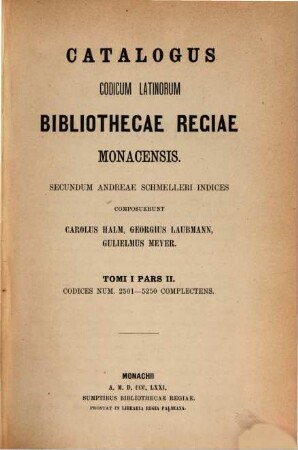 CATALOGUS
CODICUM LATINORUM
BIBLIOTHECAE REGIAE
MONACENSIS.
SECUNDUM ANDREAE SCHMELLERI INDICES
COMPOSUERUNT
CAROLUS HALM, GEORGIUS LAUBMANN,
GULIELMUS MEYER.
TOMI I PARS II.
CODICES NUM. 2501—5250 COMPLECTENS.
MONACHII
A. M. D. CCC. LXXI.
SUMPTIBUS BIBLIOTHECAE REGIAE.
PROSTAT IN LIBRARIA REGIA PALMIANA.